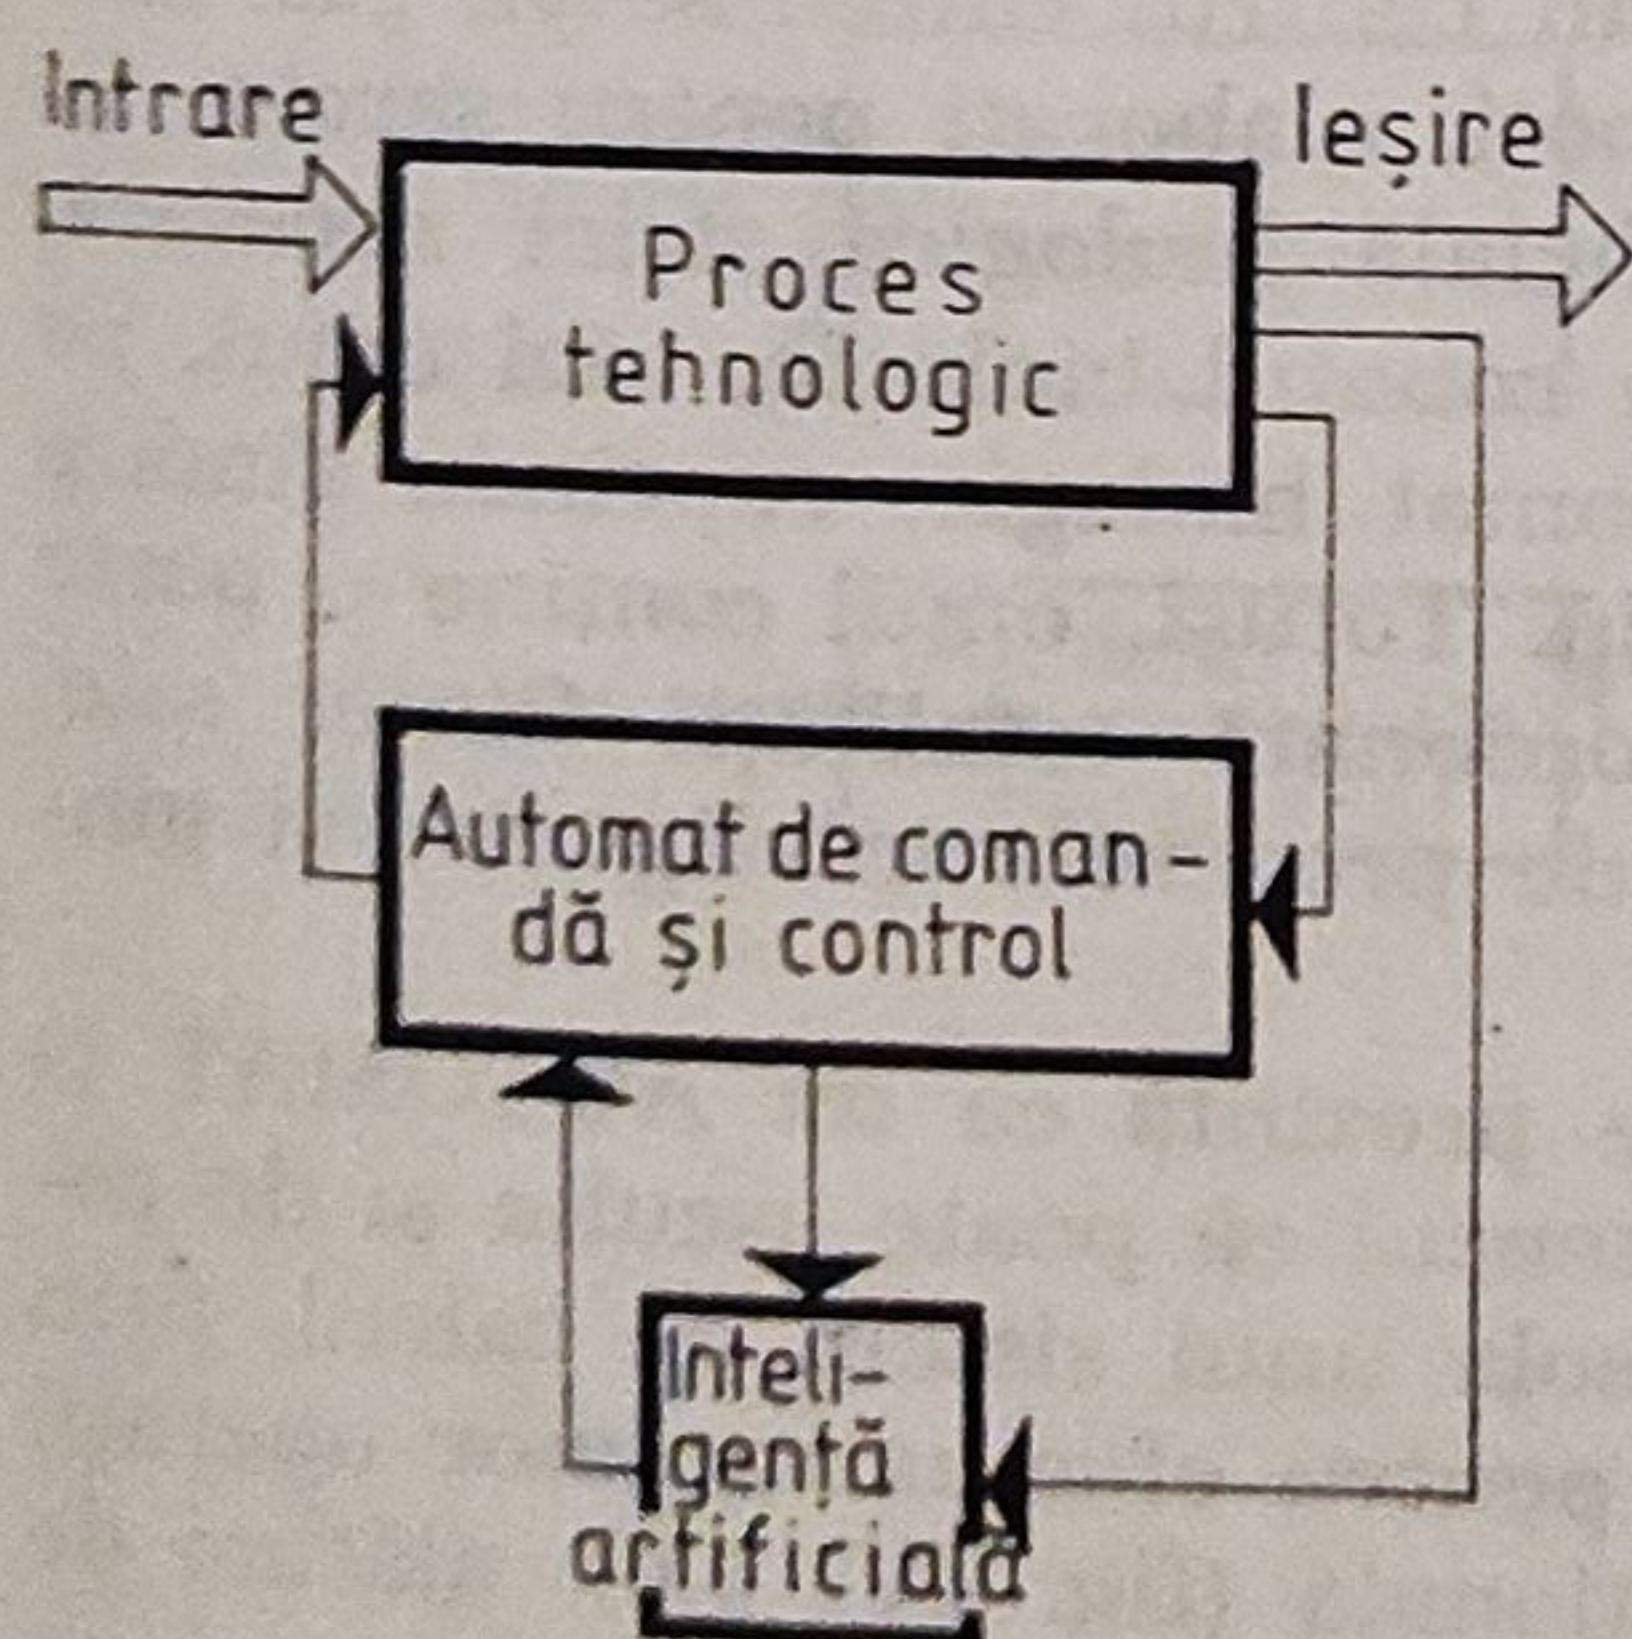 Intrare
Ieșire
Proces
tehnologic
Automat de coman-
dă și control
Inteli-
gență
artificială